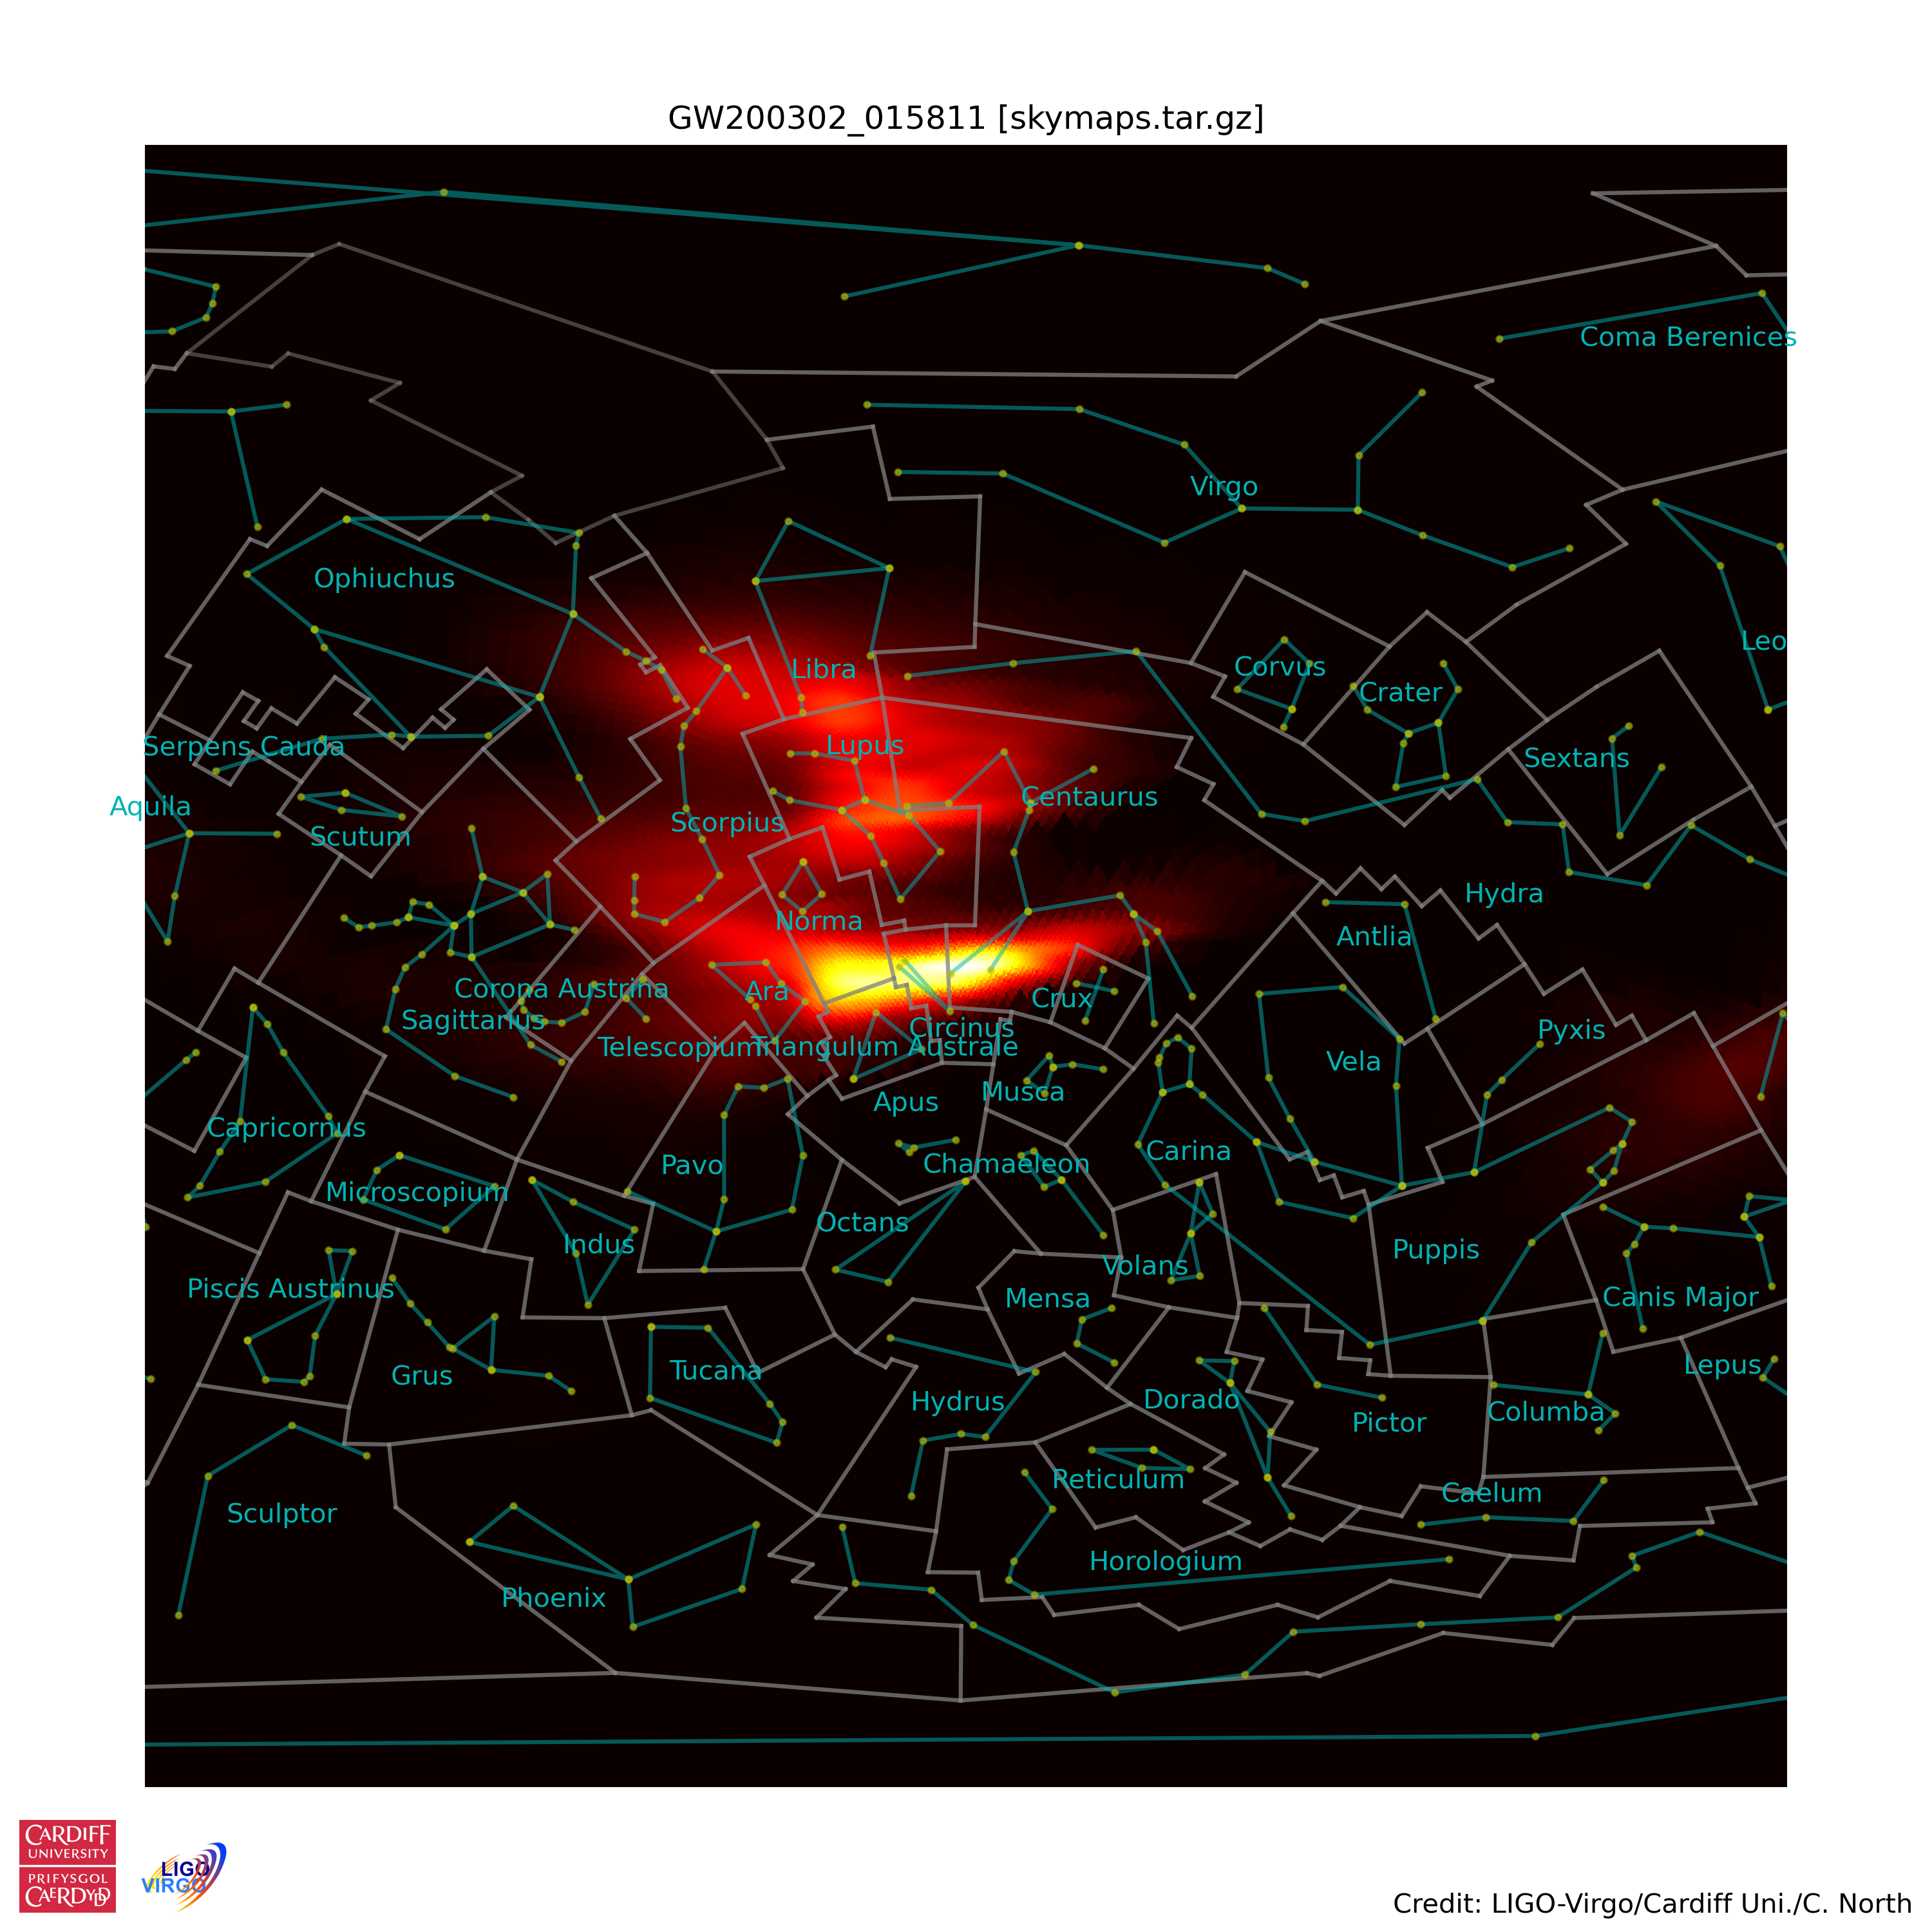 GW200302_015811 [skymaps.tar.gz]
Coma Berenices
Virgo
Ophiuchus
Leo
Libra
Corvus
Crater
Serpens Cauda
Lupus
Sextans
Aquila
Centaurus
Scutum
Scorpius
Hydra
Norma
Antlia
Corona Austrina
Ara
Crux
Sagittarius
Circinus
Pyxis
Telescopium
Triangulum Australe
Vela
Musca
Apus
Capricornus
Carina
Pavo
Chamaeleon
Microscopium
Octans
Indus
Puppis
Volans
Piscis Austrinus
Mensa
Canis Major
Grus
Tucana
Lepus
Hydrus
Dorado
Pictor
Columba
Reticulum
Caelum
Sculptor
Horologium
Phoenix
CARDIFF
UNIVERSITY
PRIFYSGOL
CAERDYDD
LIGO
VIRGO
Credit: LIGO-Virgo/Cardiff Uni./C. North